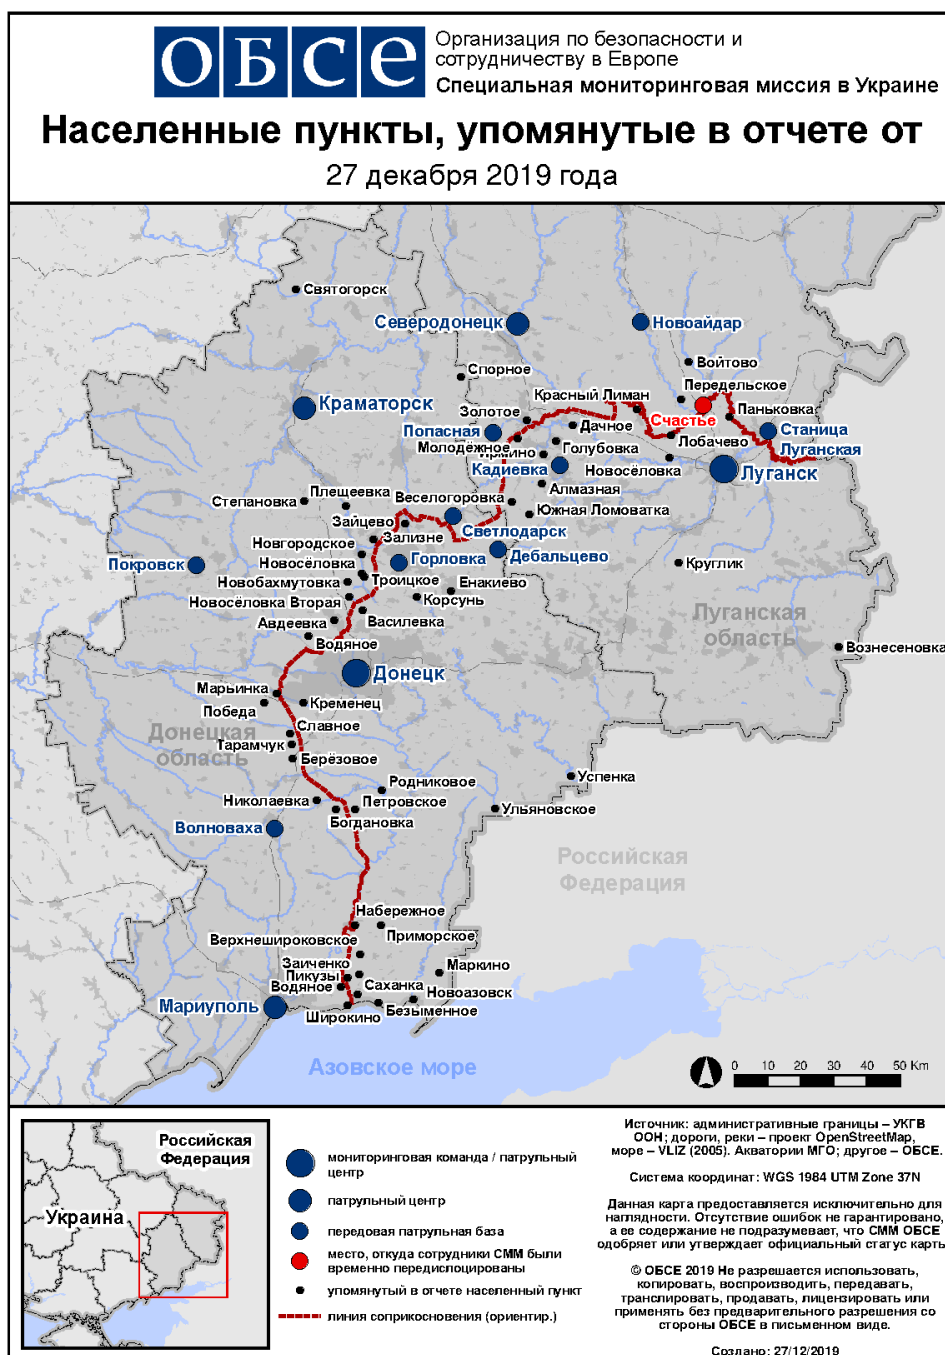 ОБСЕ
Организация по безопасности и
сотрудничеству в Европе
Специальная мониторинговая миссия в Украине
Населенные пункты, упомянутые в отчете от
27 декабря 2019 года
Святогорск
Северодонецк
Новоайдар
Войтово
Спорное
Передельское
Красный Лиман
Краматорск
Золотое
Счастье
Паньковка
Попасная
Дачное
Станица
Луганская
Молодёжное
Лобачево
Голубовка
Кадиевка
Новосёловка
Луганск
Алмазная
Плещеевка
Веселогоровка
Степановка
Южная Ломоватка
Зайцево
Светлодарск
Зализне
Новгородское
Дебальцево
Новосёловка
Горловка
Покровск
Круглик
Троицкое
Новобахмутовка
Енакиево
Новосёловка Вторая
Корсунь
Луганская
область
Авдеевка
Василевка
Водяное
Вознесеновка
Донецк
Марьинка
Победа
Кременец
Славное
Донецкая
область
Тарамчук
Берёзовое
Успенка
Родниковое
Николаевка
Петровское
Ульяновское
Богдановка
Волноваха
Российская
Федерация
Набережное
Верхнешироковское
Приморское
Заиченко
Пикузы
Маркино
Водяное
Саханка
Новоазовск
Мариуполь
Широкино
Безыменное
Азовское море
0 10 20 30 40 50 Km
Российская
Федерация
Украина
мониторинговая команда / патрульный
центр
патрульный центр
передовая патрульная база
место, откуда сотрудники СММ были
временно передислоцированы
упомянутый в отчете населенный пункт
линия соприкосновения (ориентир.)
Источник: административные границы – УКГВ
ООН; дороги, реки – проект OpenStreetMap,
море – VLIZ (2005). Акватории МГО; другое – ОБСЕ.
Система координат: WGS 1984 UTM Zone 37N
Данная карта предоставляется исключительно для
наглядности. Отсутствие ошибок не гарантировано,
а ее содержание не подразумевает, что СММ ОБСЕ
одобряет или утверждает официальный статус карты.
© ОБСЕ 2019 Не разрешается использовать,
копировать, воспроизводить, передавать,
транслировать, продавать, лицензировать или
применять без предварительного разрешения со
стороны ОБСЕ в письменном виде.
Создано: 27/12/2019